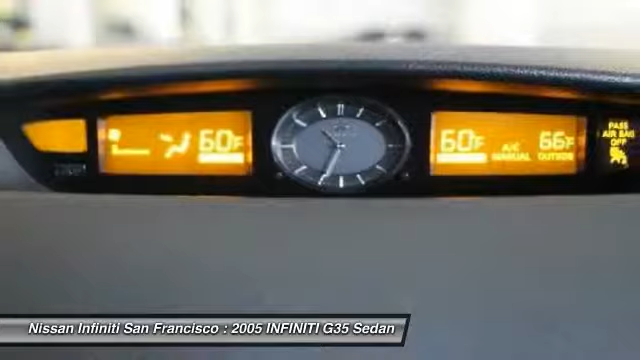 60F
60F
A/C
MANUAL
66F
OUTSIDE
PASS
AIR BAG
OFF
Nissan Infiniti San Francisco : 2005 INFINITI G35 Sedan